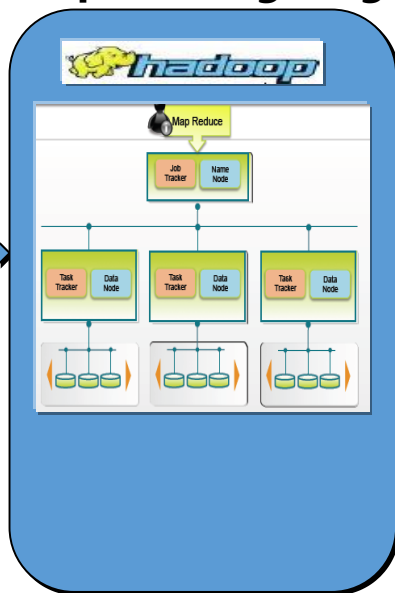 hadoop
Map Reduce
Job
Tracker
Name
Node
Task
Tracker
Data
Node
Task
Tracker
Data
Node
Task
Tracker
Data
Node